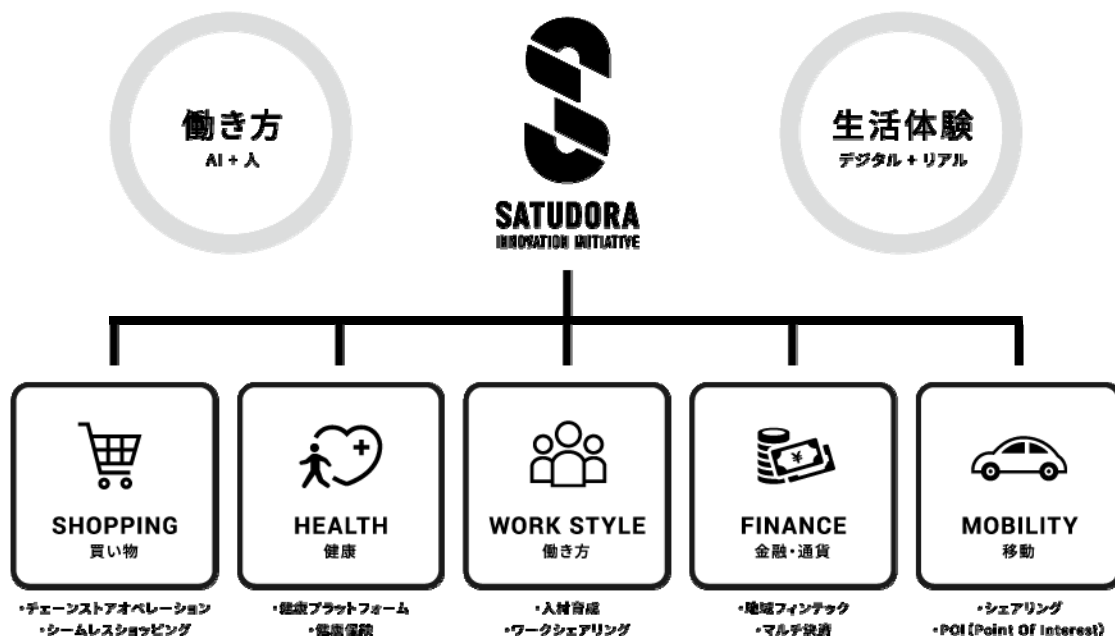 働き方
AI + 人
SATUDORA
INNOVATION INITIATIVE
生活体験
デジタル + リアル
SHOPPING
買い物
・チェーンストアオペレーション
・シームレスショッピング
HEALTH
健康
・健康プラットフォーム
・健康保険
WORK STYLE
働き方
・人材育成
・ワークシェアリング
FINANCE
金融・通貨
・地域フィンテック
・マルチ決済
MOBILITY
移動
・シェアリング
・POI(Point Of Interest)